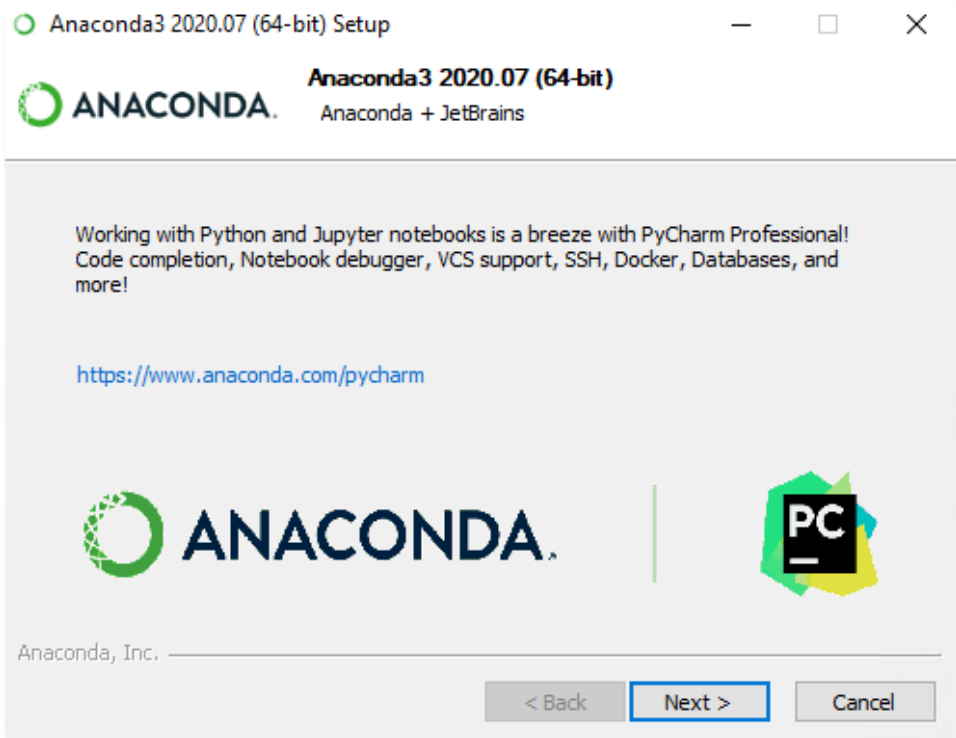 Anaconda3 2020.07 (64-bit) Setup
Anaconda3 2020.07 (64-bit)
ANACONDA.
Anaconda + JetBrains
Working with Python and Jupyter notebooks is a breeze with PyCharm Professional!
Code completion, Notebook debugger, VCS support, SSH, Docker, Databases, and
more!
https://www.anaconda.com/pycharm
ANACONDA.
PC
Anaconda, Inc.
< Back
Next >
Cancel